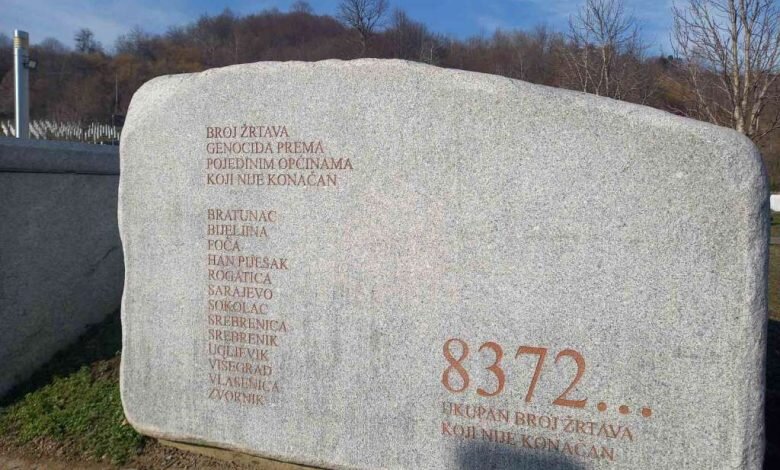 BROJ ŽRTAVA
GENOCIDA PREMA
POJEDINIM OPĆINAMA
KOJI NIJE KONAČAN
BRATUNAC
BIJELJINA
FOČA
HAN PIJESAK
ROGATICA
SARAJEVO
SOKOLAC
SREBRENICA
SREBRENIK
UGLJEVIK
VIŠEGRAD
VLASENICA
ZVORNIK
8372...
UKUPAN BROJ ŽRTAVA
KOJI NIJE KONAČAN